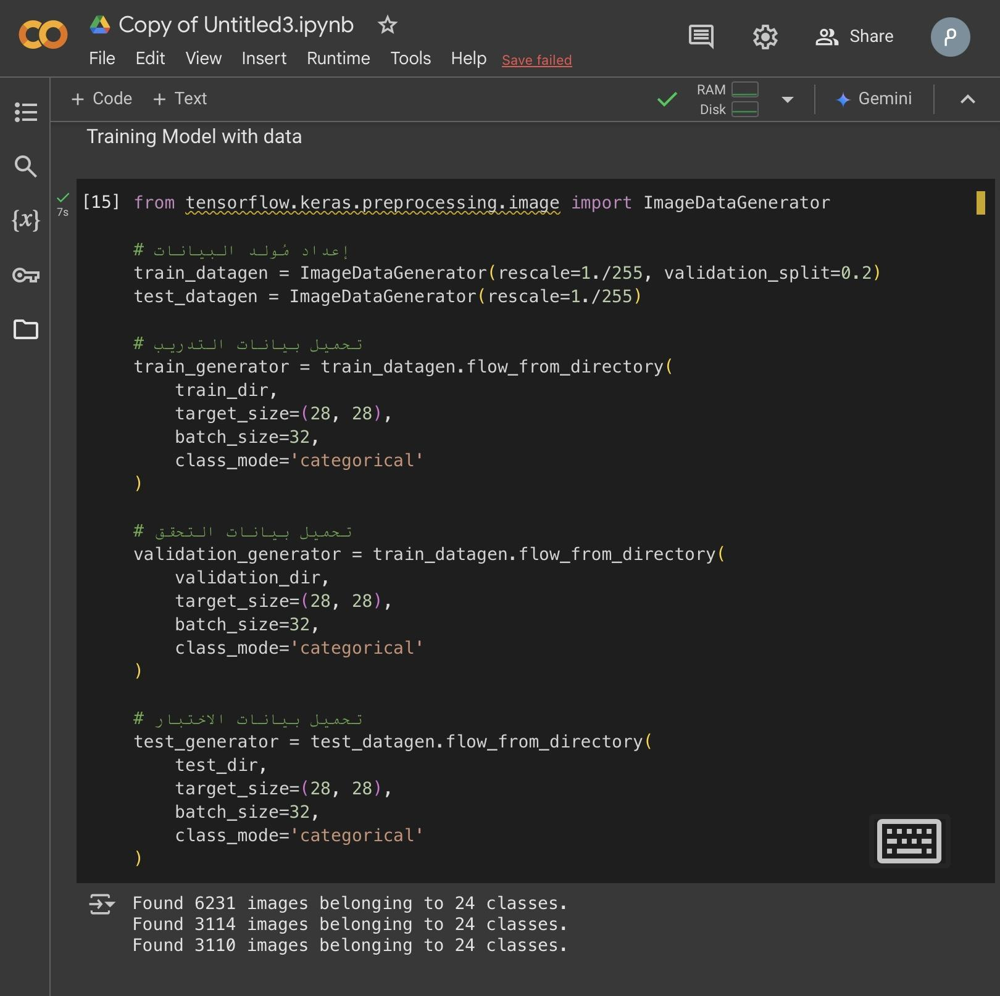 Copy of Untitled3.ipynb
File Edit View Insert Runtime Tools Help Save failed
Share
+ Code + Text
RAM
Disk
Gemini
Training Model with data
7s
[15] from tensorflow.keras.preprocessing.image import ImageDataGenerator
# إعداد مُولد البيانات
train_datagen = ImageDataGenerator(rescale=1./255, validation_split=0.2)
test_datagen = ImageDataGenerator(rescale=1./255)
# تحميل بيانات التدريب
train_generator = train_datagen.flow_from_directory(
    train_dir,
    target_size=(28, 28),
    batch_size=32,
    class_mode='categorical'
)
# تحميل بيانات التحقق
validation_generator = train_datagen.flow_from_directory(
    validation_dir,
    target_size=(28, 28),
    batch_size=32,
    class_mode='categorical'
)
# تحميل بيانات الاختبار
test_generator = test_datagen.flow_from_directory(
    test_dir,
    target_size=(28, 28),
    batch_size=32,
    class_mode='categorical'
)
Found 6231 images belonging to 24 classes.
Found 3114 images belonging to 24 classes.
Found 3110 images belonging to 24 classes.